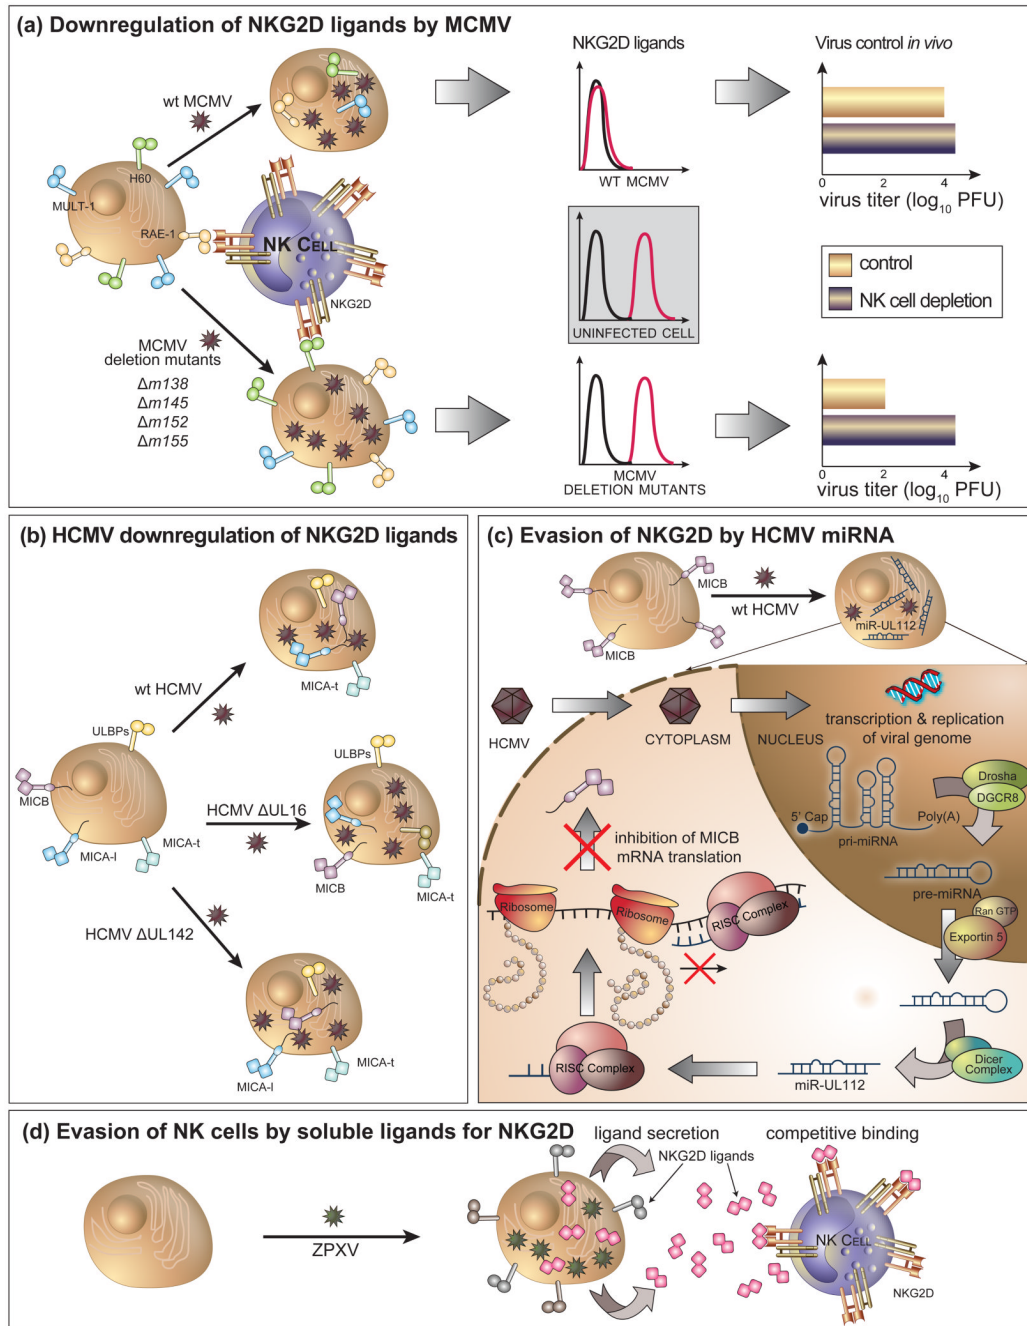 (a) Downregulation of NKG2D ligands by MCMV
NKG2D ligands
Virus control in vivo
wt MCMV
H60
MULT-1
RAE-1
NK CELL
NKG2D
WT MCMV
0 2 4
virus titer (log10 PFU)
UNINFECTED CELL
control
NK cell depletion
MCMV
deletion mutants
Δm138
Δm145
Δm152
Δm155
MCMV
DELETION MUTANTS
0 2 4
virus titer (log10 PFU)
(b) HCMV downregulation of NKG2D ligands
wt HCMV
MICA-t
ULBPs
MICB
MICA-l
MICA-t
HCMV ΔUL16
ULBPs
MICB
MICA-t
HCMV ΔUL142
MICA-l
MICA-t
(c) Evasion of NKG2D by HCMV miRNA
MICB
MICB
wt HCMV
miR-UL112
HCMV
CYTOPLASM
NUCLEUS
transcription & replication
of viral genome
Drosha
DGCR8
5' Cap
Poly(A)
pri-miRNA
pre-miRNA
Ran GTP
Exportin 5
inhibition of MICB
mRNA translation
Ribosome
Ribosome
RISC Complex
RISC Complex
miR-UL112
Dicer
Complex
(d) Evasion of NK cells by soluble ligands for NKG2D
ligand secretion
competitive binding
NKG2D ligands
ZPXV
NK CELL
NKG2D